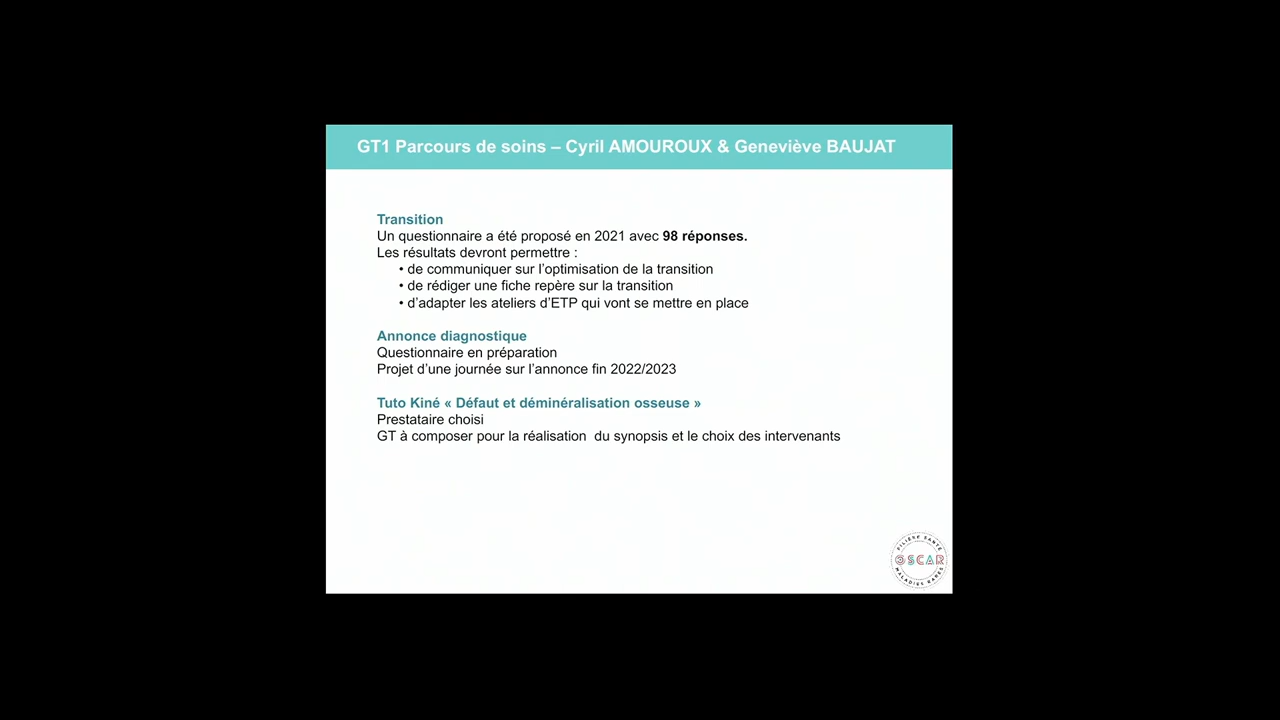 GT1 Parcours de soins – Cyril AMOUROUX & Geneviève BAUJAT
Transition
Un questionnaire a été proposé en 2021 avec 98 réponses.
Les résultats devront permettre :
• de communiquer sur l’optimisation de la transition
• de rédiger une fiche repère sur la transition
• d’adapter les ateliers d’ETP qui vont se mettre en place
Annonce diagnostique
Questionnaire en préparation
Projet d’une journée sur l’annonce fin 2022/2023
Tuto Kiné « Défaut et déminéralisation osseuse »
Prestataire choisi
GT à composer pour la réalisation  du synopsis et le choix des intervenants
FILIÈRE SANTÉ
OSCAR
MALADIES RARES